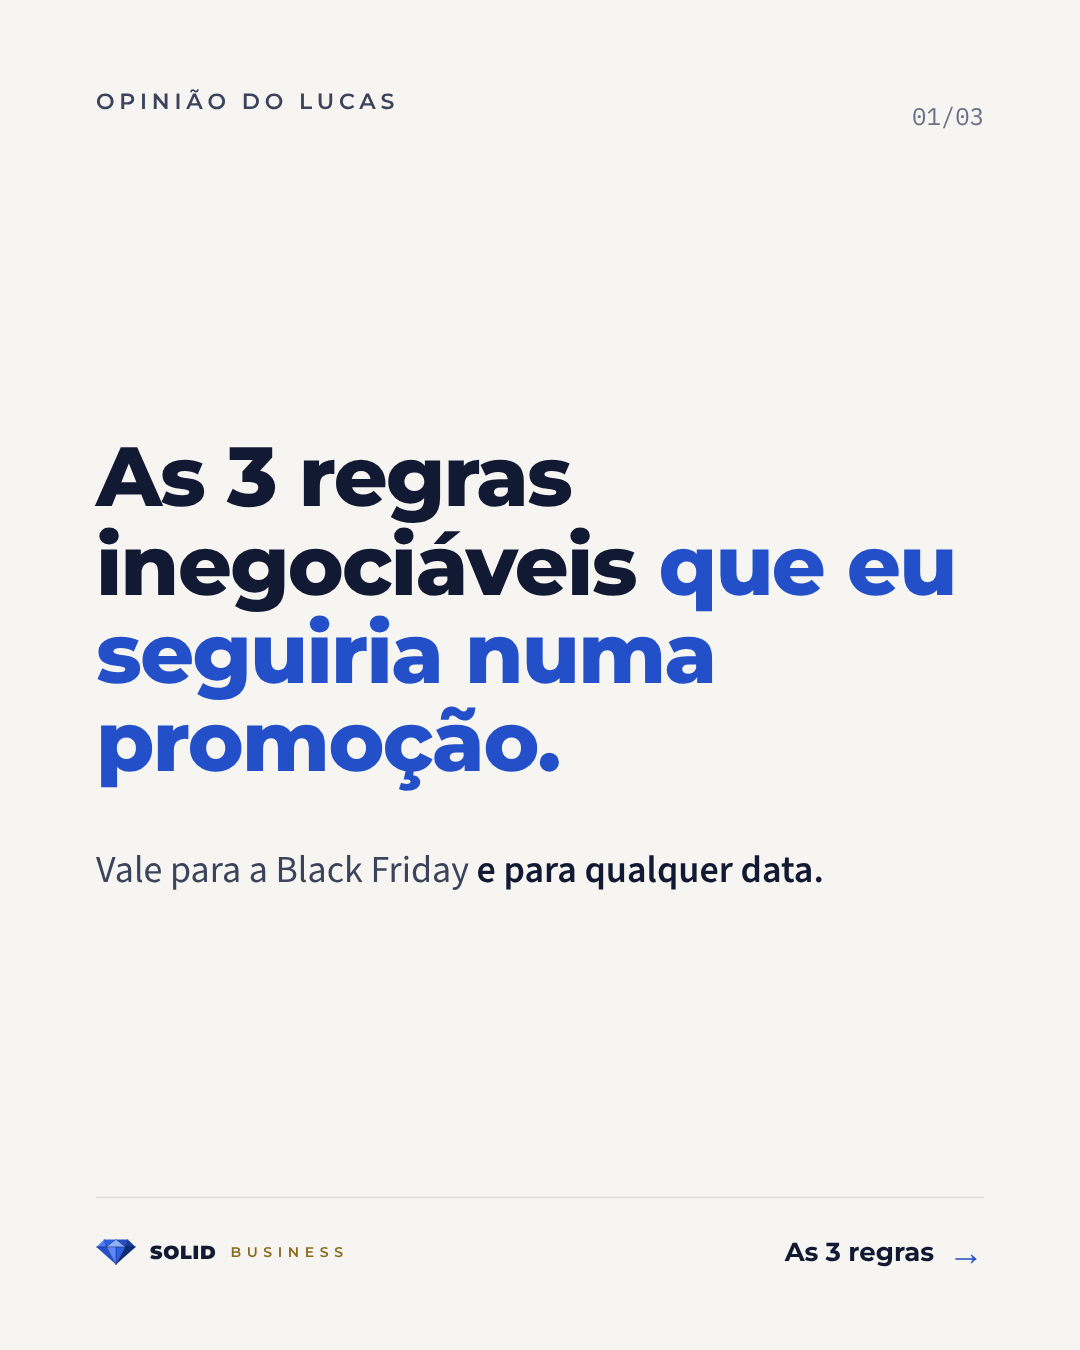 OPINIÃO DO LUCAS
01/03
As 3 regras
inegociáveis que eu
seguiria numa
promoção.
Vale para a Black Friday e para qualquer data.
SOLID BUSINESS
As 3 regras →